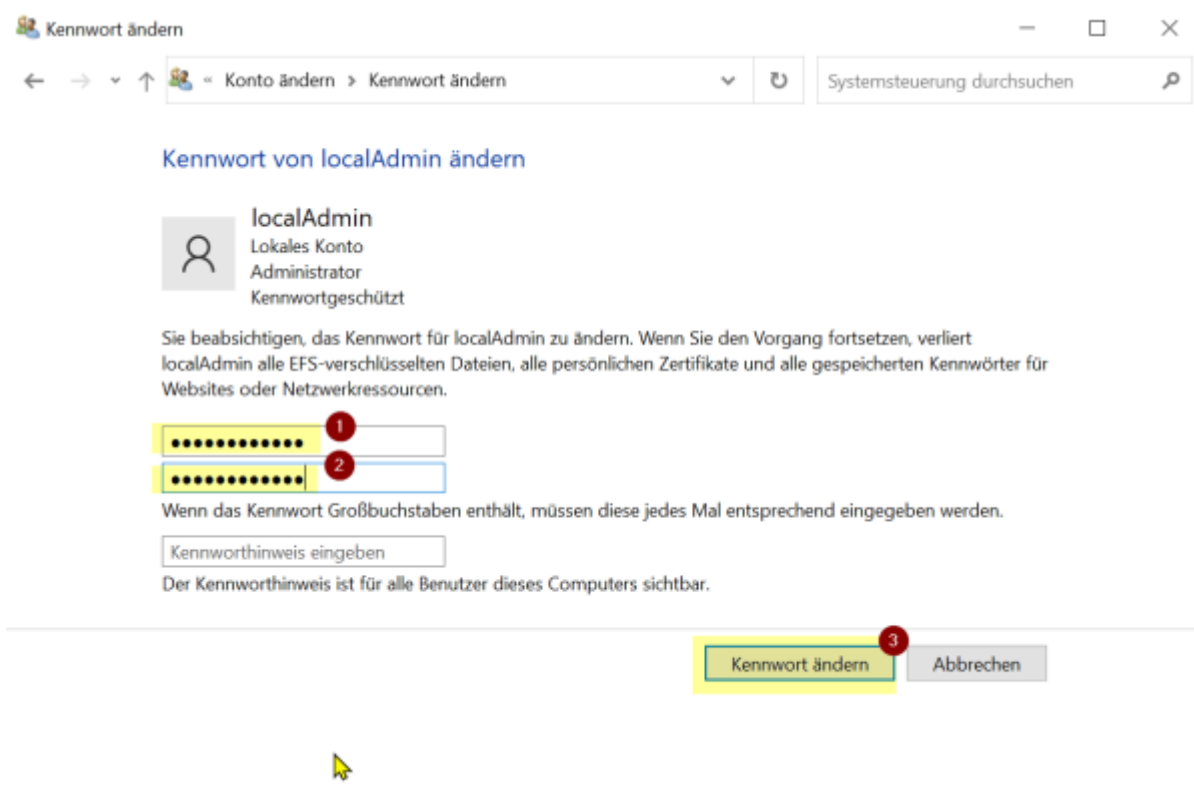 Kennwort ändern
« Konto ändern > Kennwort ändern
Systemsteuerung durchsuchen
Kennwort von localAdmin ändern
localAdmin
Lokales Konto
Administrator
Kennwortgeschützt
Sie beabsichtigen, das Kennwort für localAdmin zu ändern. Wenn Sie den Vorgang fortsetzen, verliert
localAdmin alle EFS-verschlüsselten Dateien, alle persönlichen Zertifikate und alle gespeicherten Kennwörter für
Websites oder Netzwerkressourcen.
●●●●●●●●●●●● 1
●●●●●●●●●●●● 2
Wenn das Kennwort Großbuchstaben enthält, müssen diese jedes Mal entsprechend eingegeben werden.
Kennworthinweis eingeben
Der Kennworthinweis ist für alle Benutzer dieses Computers sichtbar.
3
Kennwort ändern
Abbrechen